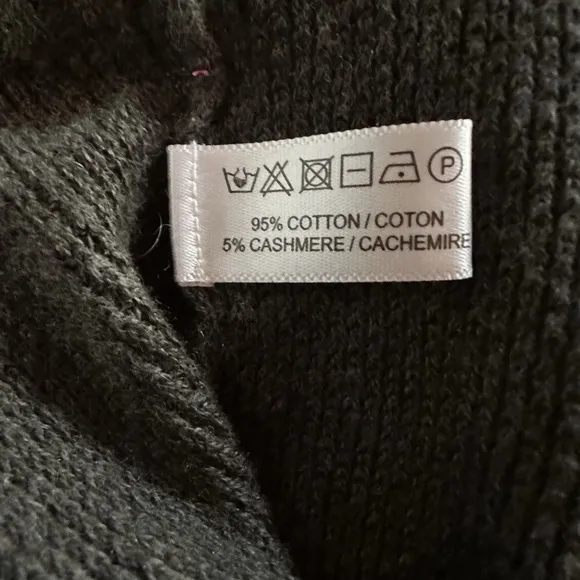 P
95% COTTON / COTON
5% CASHMERE / CACHEMIRE